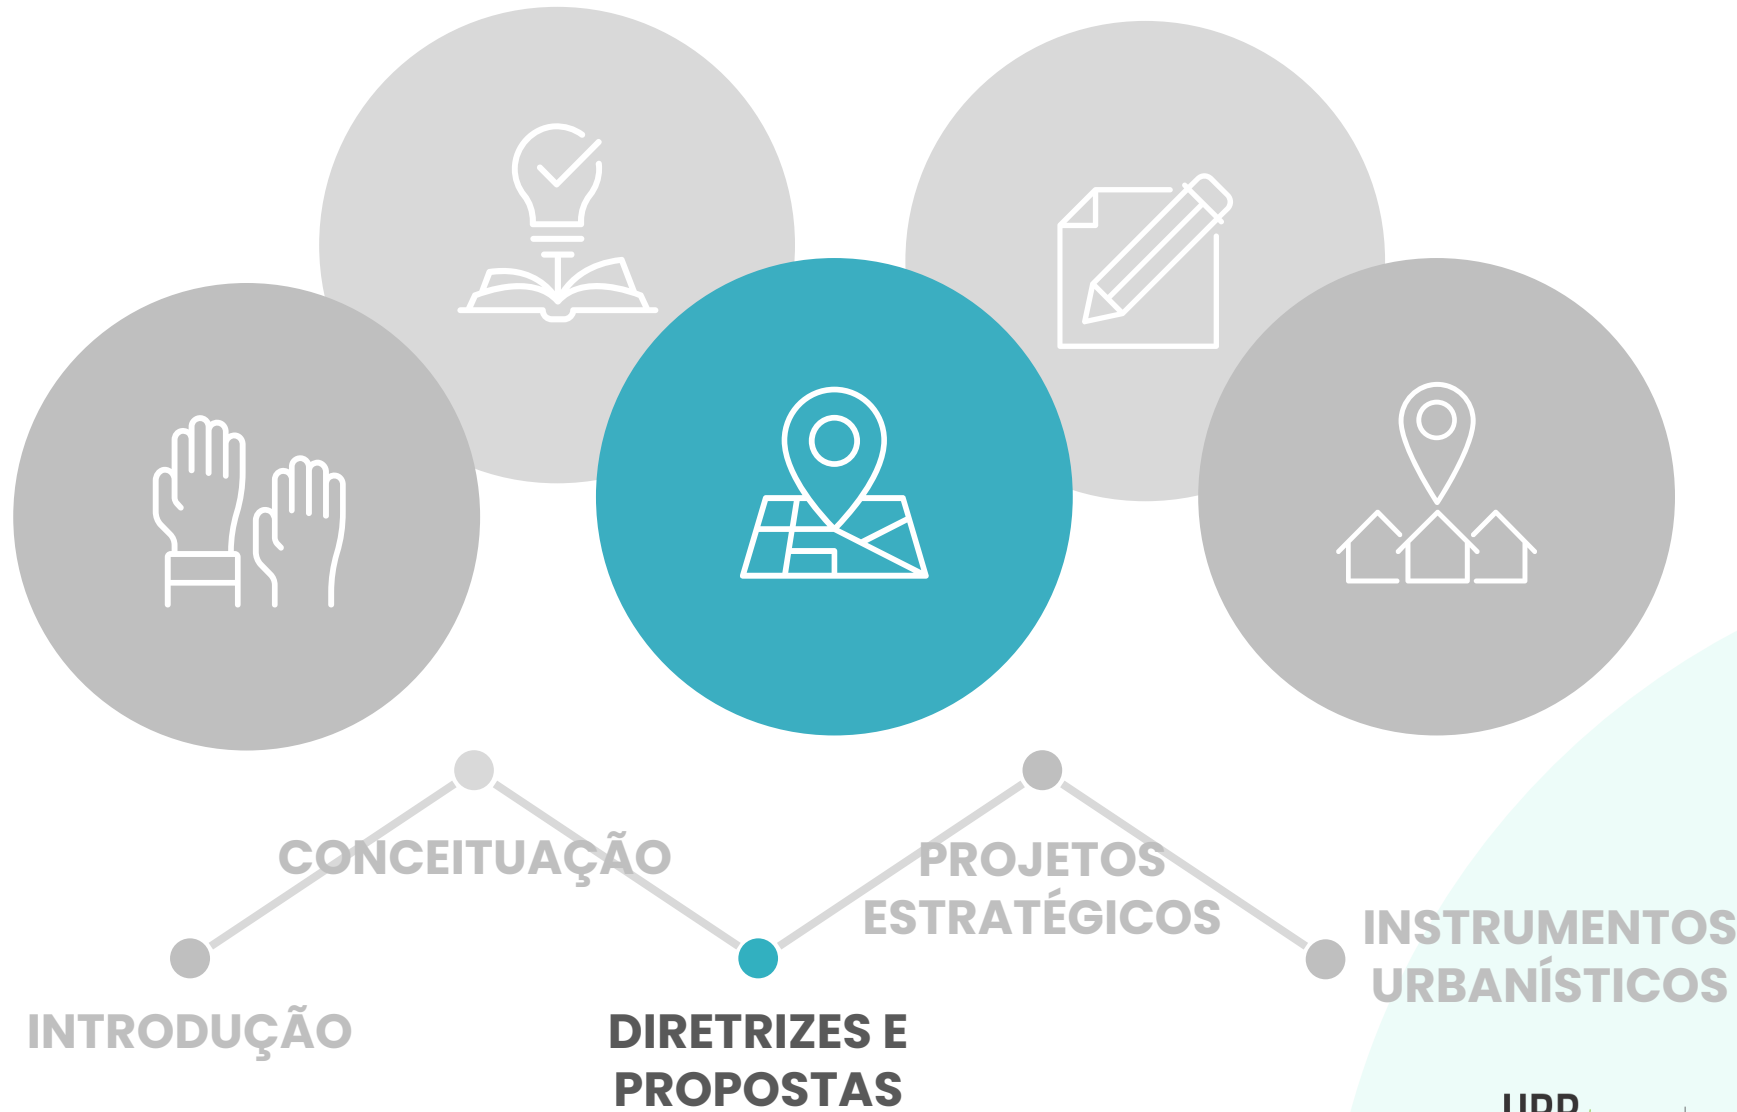 CONCEITUAÇÃO
PROJETOS
ESTRATÉGICOS
INSTRUMENTOS
URBANÍSTICOS
INTRODUÇÃO
DIRETRIZES E
PROPOSTAS